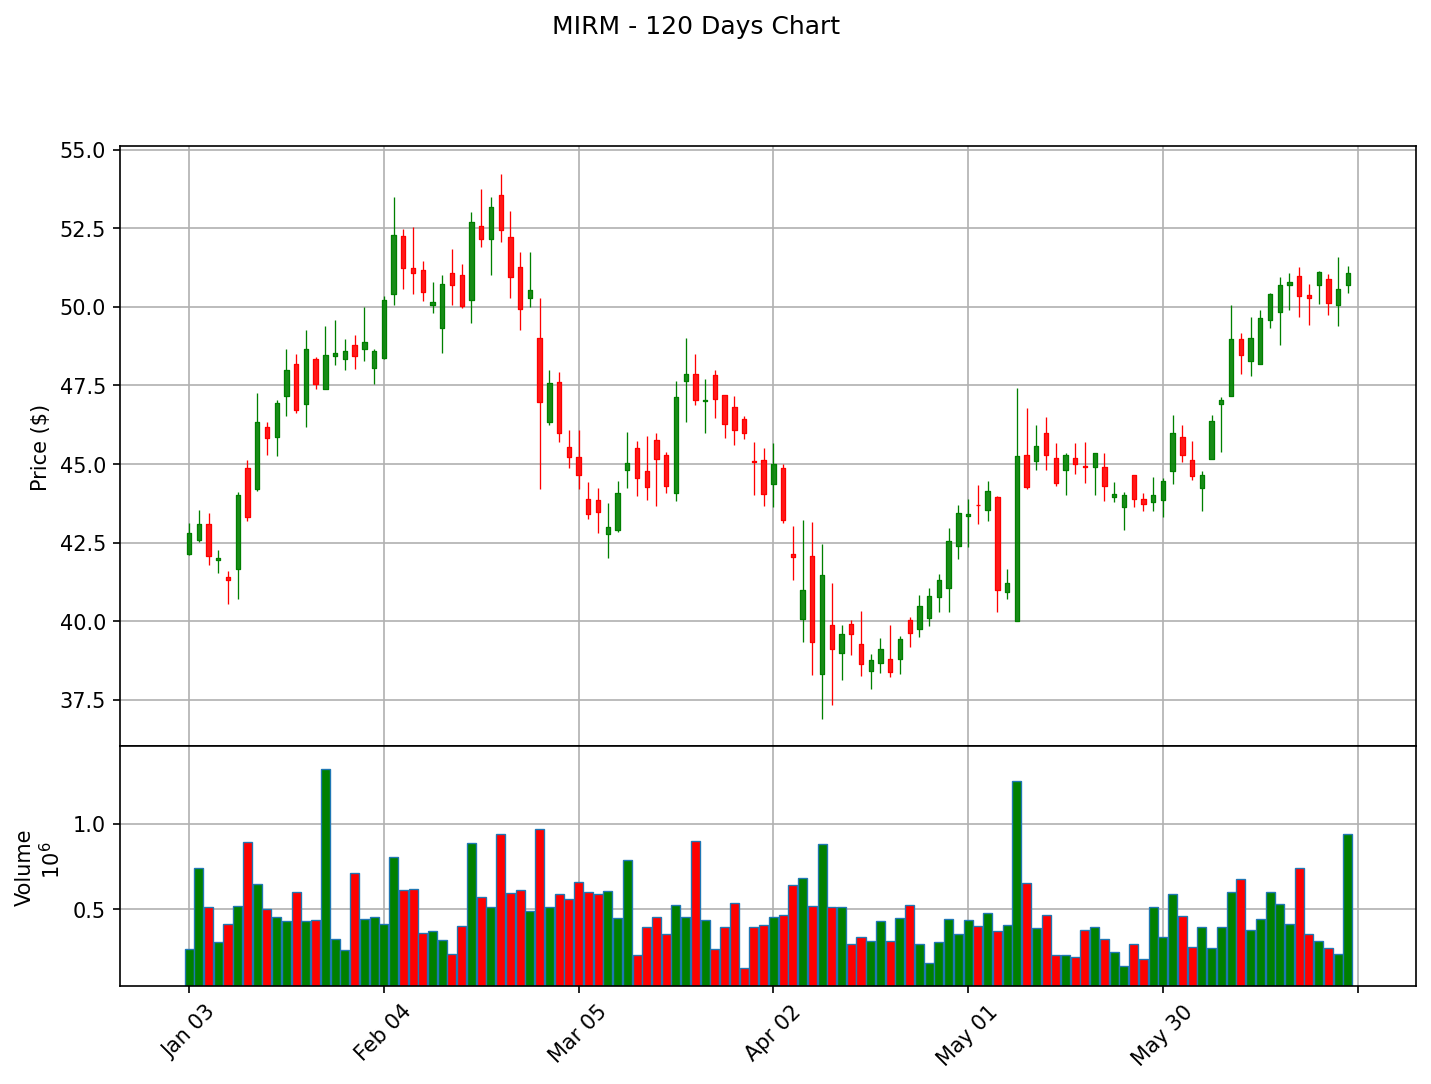 MIRM - 120 Days Chart
55.0
52.5
50.0
47.5
45.0
42.5
40.0
37.5
Price ($)
1.0
0.5
Volume
10⁶
Jan 03
Feb 04
Mar 05
Apr 02
May 01
May 30